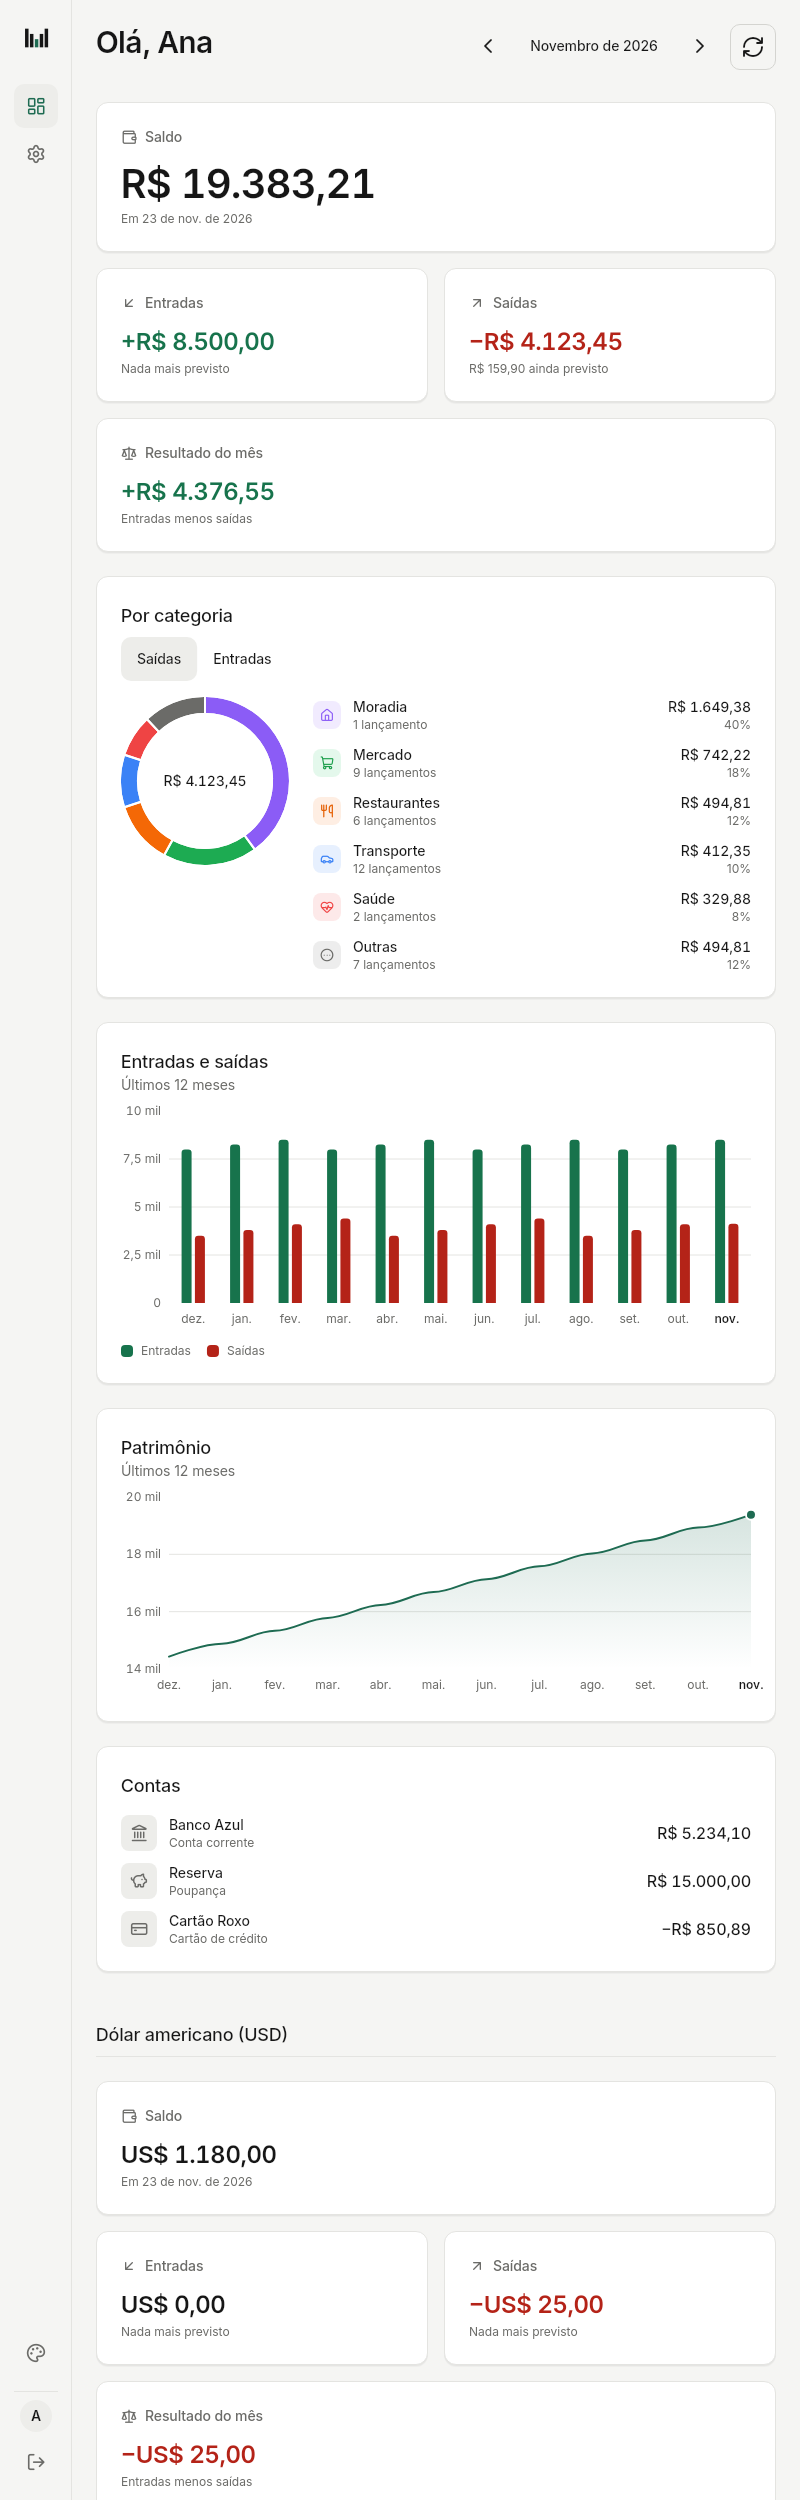 Olá, Ana
Novembro de 2026
Saldo
R$ 19.383,21
Em 23 de nov. de 2026
Entradas
+R$ 8.500,00
Nada mais previsto
Saídas
−R$ 4.123,45
R$ 159,90 ainda previsto
Resultado do mês
+R$ 4.376,55
Entradas menos saídas
Por categoria
Saídas Entradas
R$ 4.123,45
Moradia R$ 1.649,38
1 lançamento 40%
Mercado R$ 742,22
9 lançamentos 18%
Restaurantes R$ 494,81
6 lançamentos 12%
Transporte R$ 412,35
12 lançamentos 10%
Saúde R$ 329,88
2 lançamentos 8%
Outras R$ 494,81
7 lançamentos 12%
Entradas e saídas
Últimos 12 meses
10 mil
7,5 mil
5 mil
2,5 mil
0
dez. jan. fev. mar. abr. mai. jun. jul. ago. set. out. nov.
Entradas Saídas
Patrimônio
Últimos 12 meses
20 mil
18 mil
16 mil
14 mil
dez. jan. fev. mar. abr. mai. jun. jul. ago. set. out. nov.
Contas
Banco Azul R$ 5.234,10
Conta corrente
Reserva R$ 15.000,00
Poupança
Cartão Roxo −R$ 850,89
Cartão de crédito
Dólar americano (USD)
Saldo
US$ 1.180,00
Em 23 de nov. de 2026
Entradas
US$ 0,00
Nada mais previsto
Saídas
−US$ 25,00
Nada mais previsto
A
Resultado do mês
−US$ 25,00
Entradas menos saídas